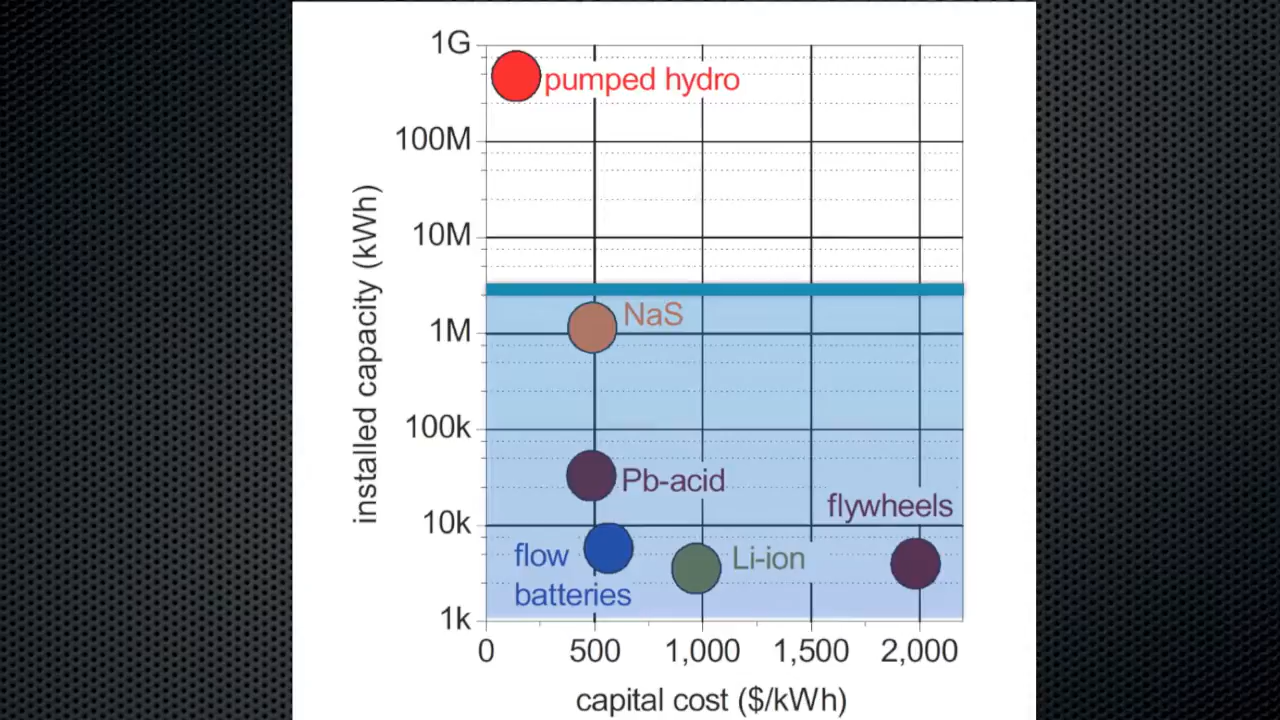 1G
pumped hydro
100M
10M
NaS
1M
100k
Pb-acid
flywheels
10k
flow
batteries
Li-ion
1k
0 500 1,000 1,500 2,000
capital cost ($/kWh)
installed capacity (kWh)